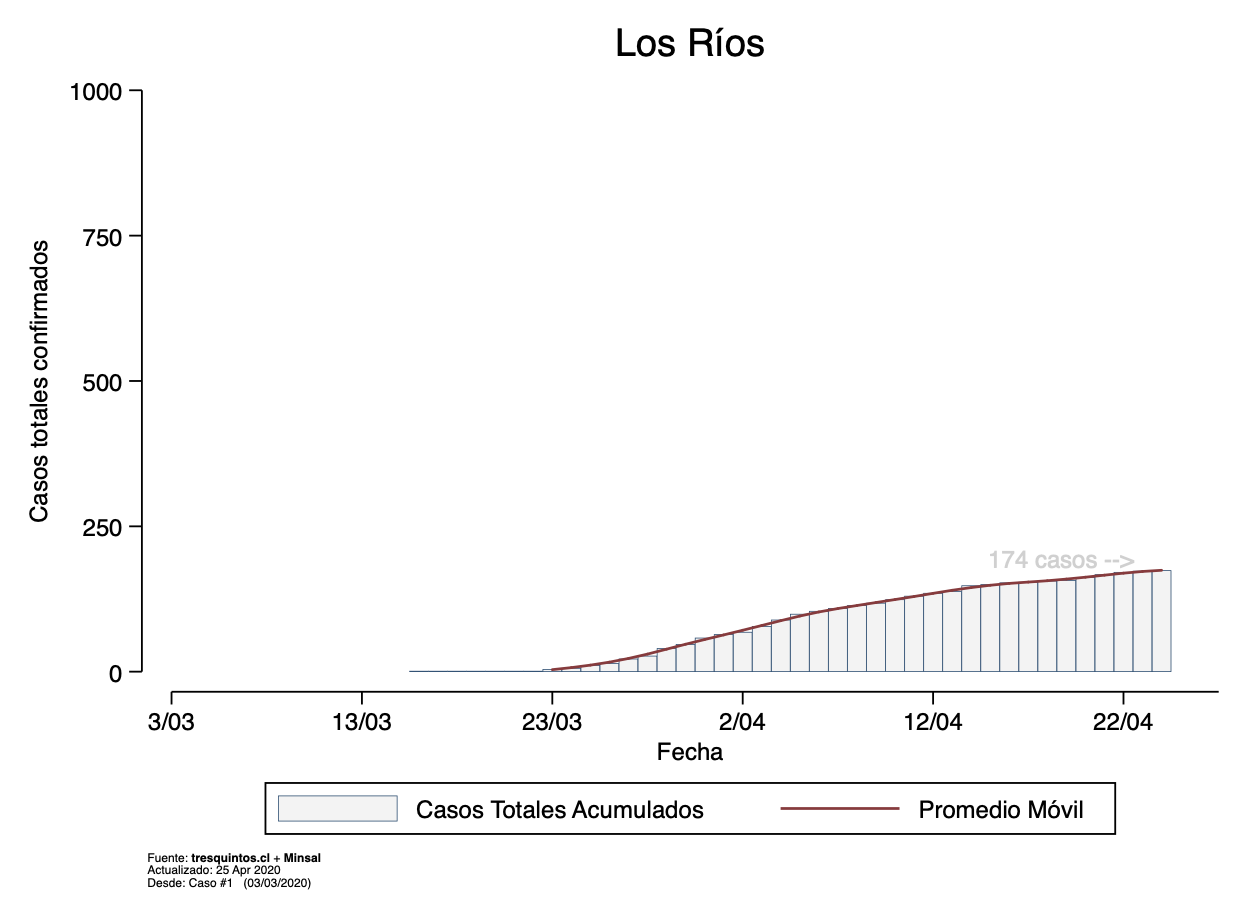 Los Ríos
1000
750
500
250
0
Casos totales confirmados
174 casos -->
3/03 13/03 23/03 2/04 12/04 22/04
Fecha
Casos Totales Acumulados Promedio Móvil
Fuente: tresquintos.cl + Minsal
Actualizado: 25 Apr 2020
Desde: Caso #1 (03/03/2020)